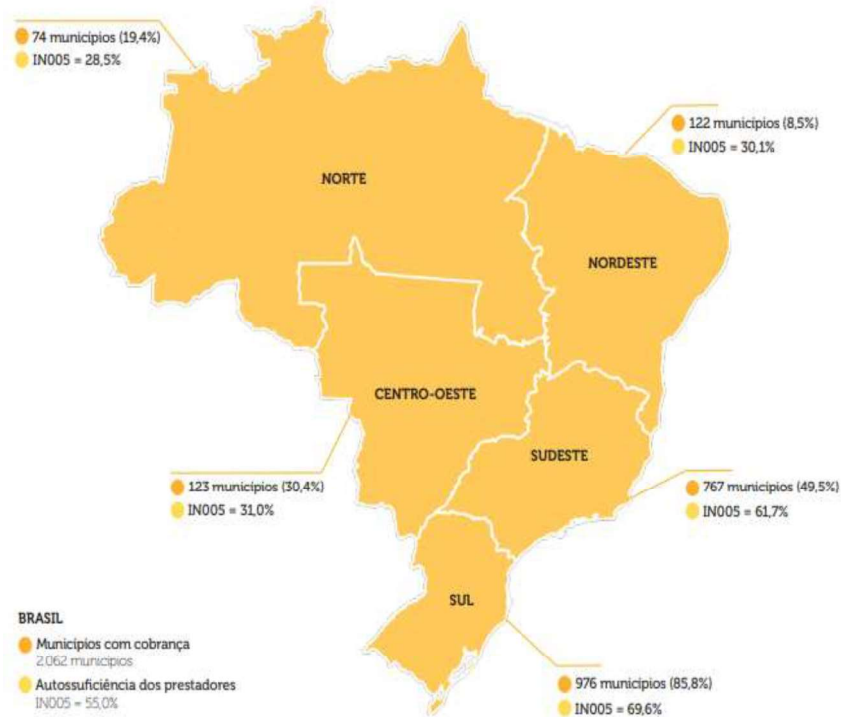 74 municípios (19,4%)
IN005 = 28,5%
122 municípios (8,5%)
IN005 = 30,1%
NORTE
NORDESTE
CENTRO-OESTE
SUDESTE
123 municípios (30,4%)
IN005 = 31,0%
767 municípios (49,5%)
IN005 = 61,7%
SUL
BRASIL
Municípios com cobrança
2.062 municípios
Autossuficiência dos prestadores
IN005 = 55,0%
976 municípios (85,8%)
IN005 = 69,6%